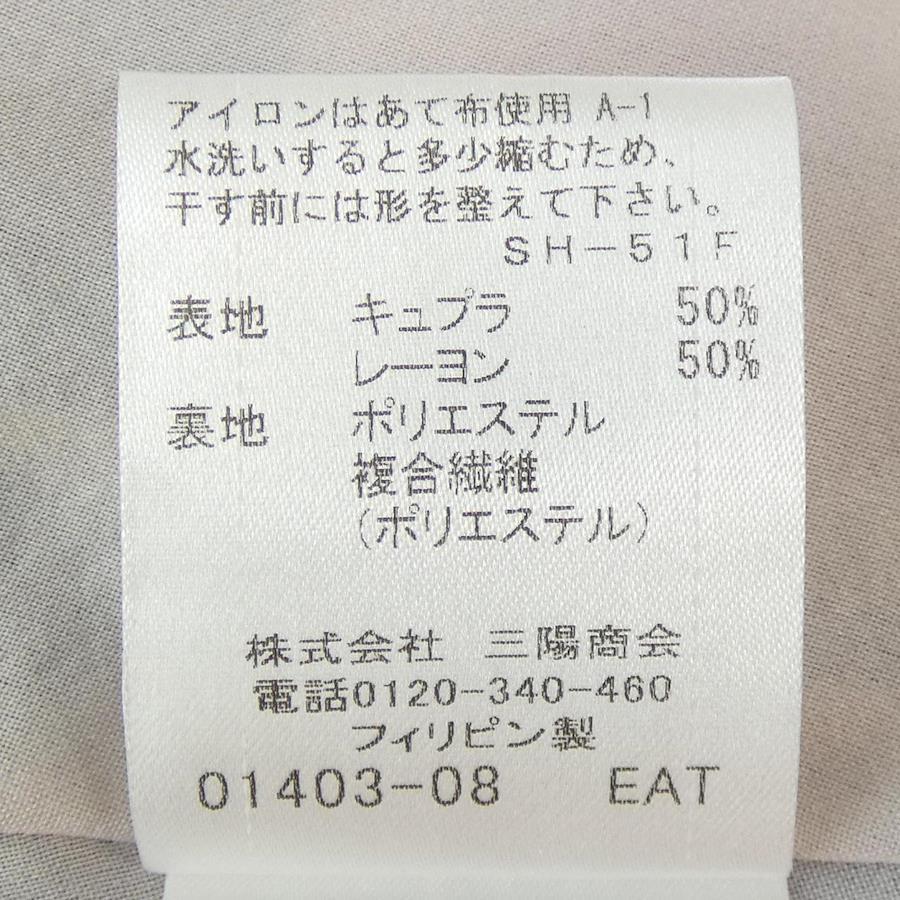 アイロンはあて布使用 A-1
水洗いすると多少縮むため、
干す前には形を整えて下さい。
SH-51F
表地 キュプラ 50%
レーヨン 50%
裏地 ポリエステル
複合繊維
(ポリエステル)
株式会社 三陽商会
電話0120-340-460
フィリピン製
01403-08 EAT